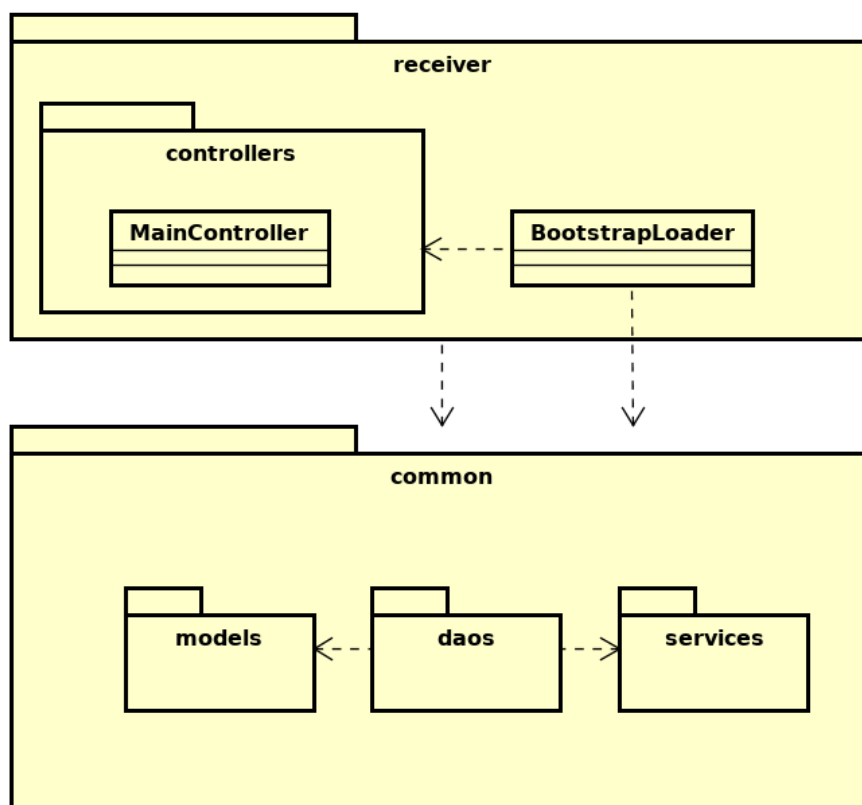 receiver
controllers
MainController
BootstrapLoader
common
models
daos
services